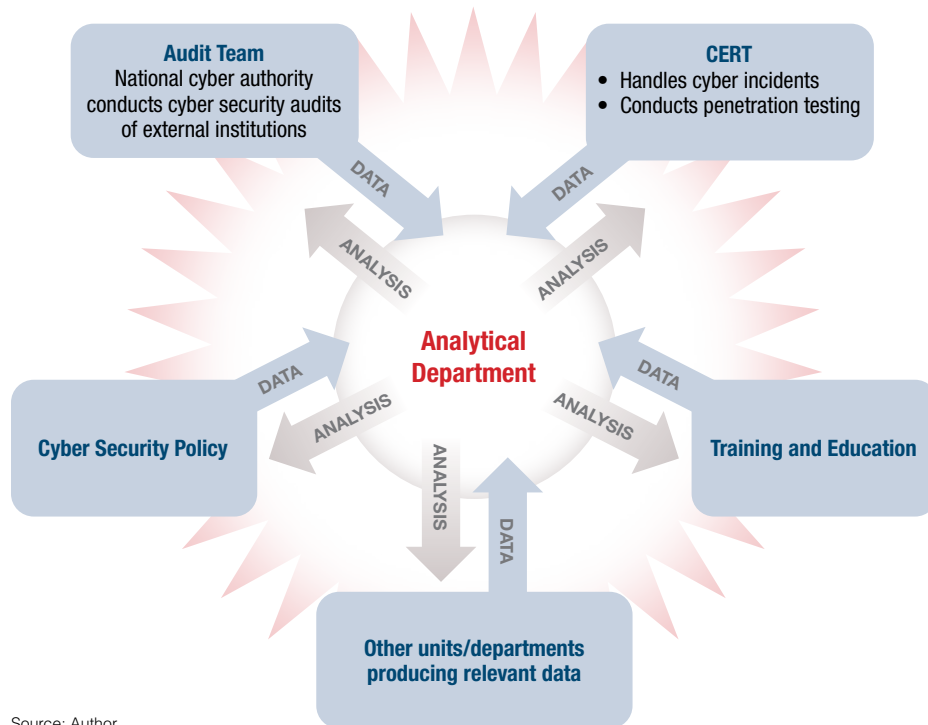 Audit Team
National cyber authority
conducts cyber security audits
of external institutions
CERT
• Handles cyber incidents
• Conducts penetration testing
DATA
DATA
ANALYSIS
ANALYSIS
Analytical
Department
DATA
DATA
ANALYSIS
ANALYSIS
Cyber Security Policy
Training and Education
ANALYSIS
DATA
Other units/departments
producing relevant data
Source: Author